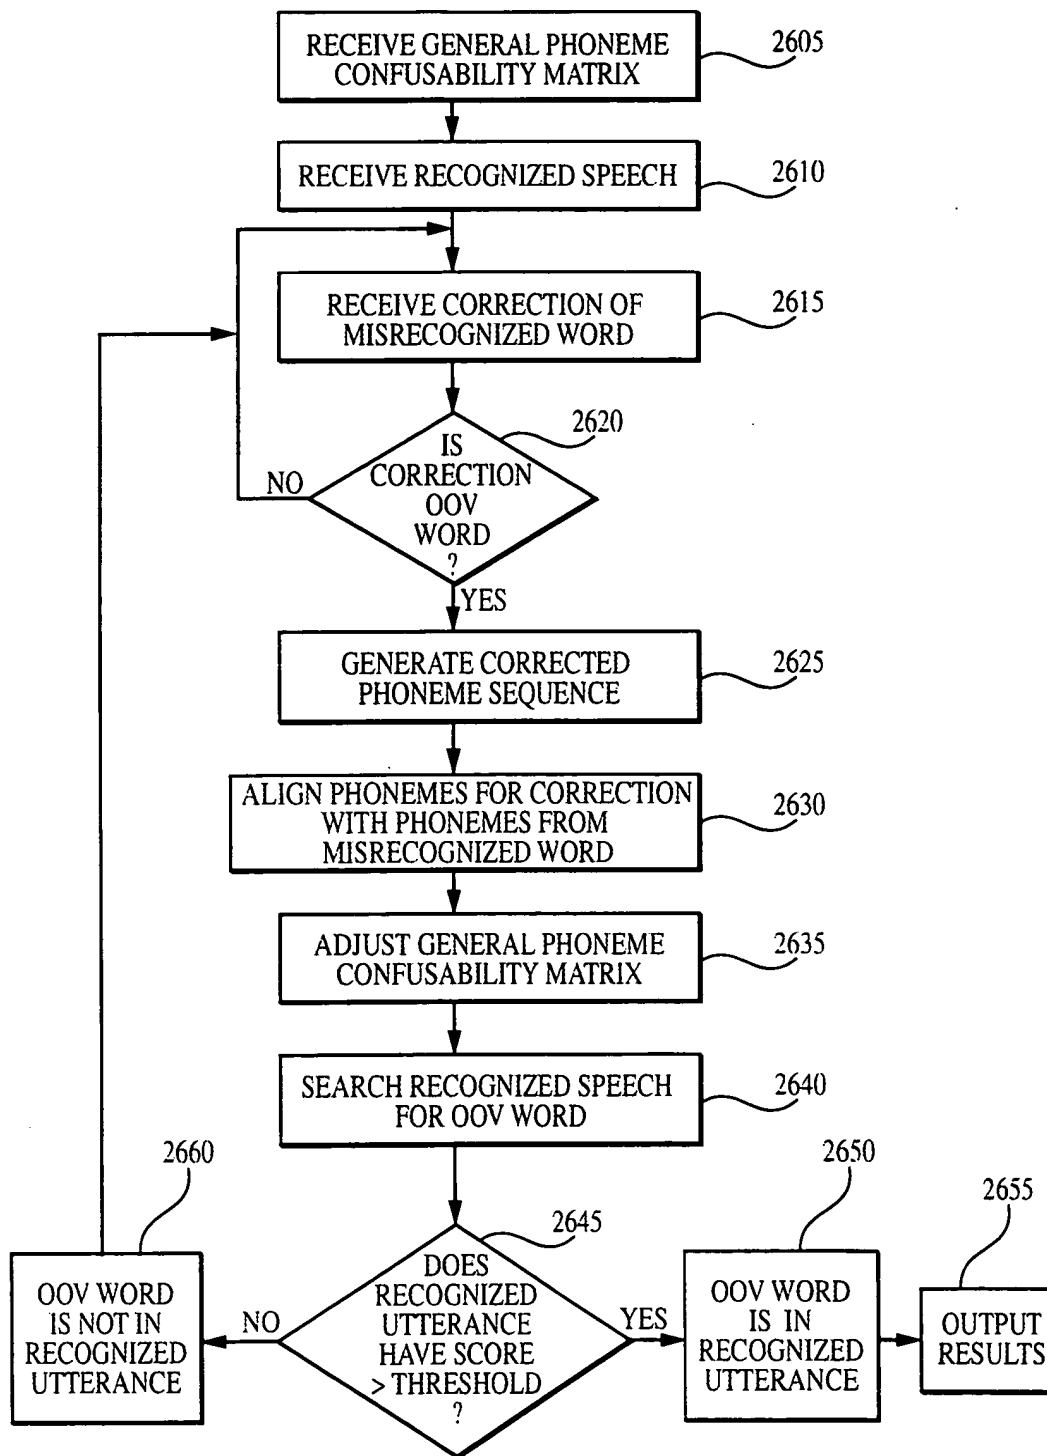 RECEIVE GENERAL PHONEME
CONFUSABILITY MATRIX
2605
RECEIVE RECOGNIZED SPEECH
2610
RECEIVE CORRECTION OF
MISRECOGNIZED WORD
2615
2620
IS
CORRECTION
OOV
WORD
?
NO
YES
GENERATE CORRECTED
PHONEME SEQUENCE
2625
ALIGN PHONEMES FOR CORRECTION
WITH PHONEMES FROM
MISRECOGNIZED WORD
2630
ADJUST GENERAL PHONEME
CONFUSABILITY MATRIX
2635
SEARCH RECOGNIZED SPEECH
FOR OOV WORD
2640
2660
OOV WORD
IS NOT IN
RECOGNIZED
UTTERANCE
NO
2645
DOES
RECOGNIZED
UTTERANCE
HAVE SCORE
> THRESHOLD
?
YES
2650
OOV WORD
IS IN
RECOGNIZED
UTTERANCE
2655
OUTPUT
RESULTS